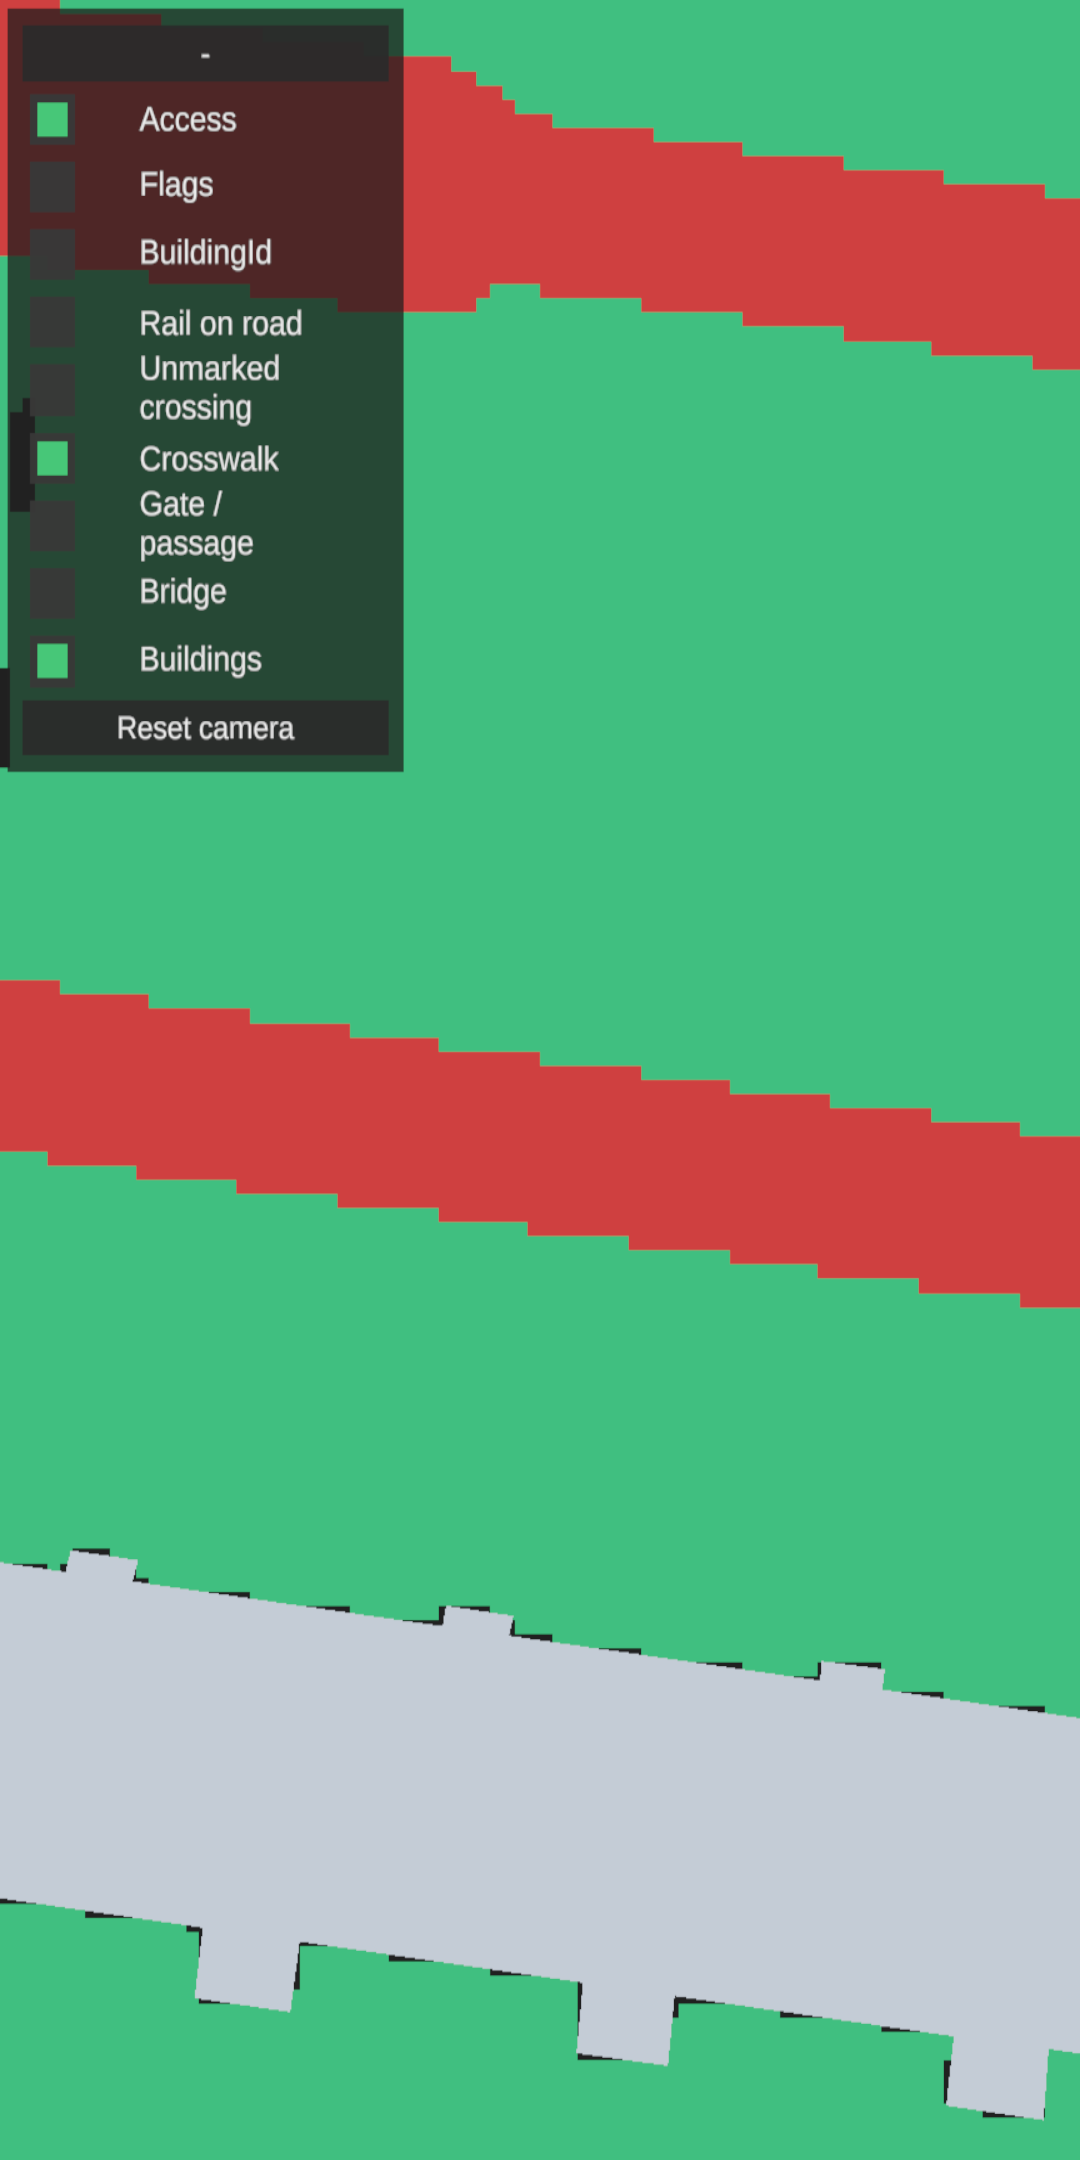 -
Access
Flags
BuildingId
Rail on road
Unmarked
crossing
Crosswalk
Gate /
passage
Bridge
Buildings
Reset camera